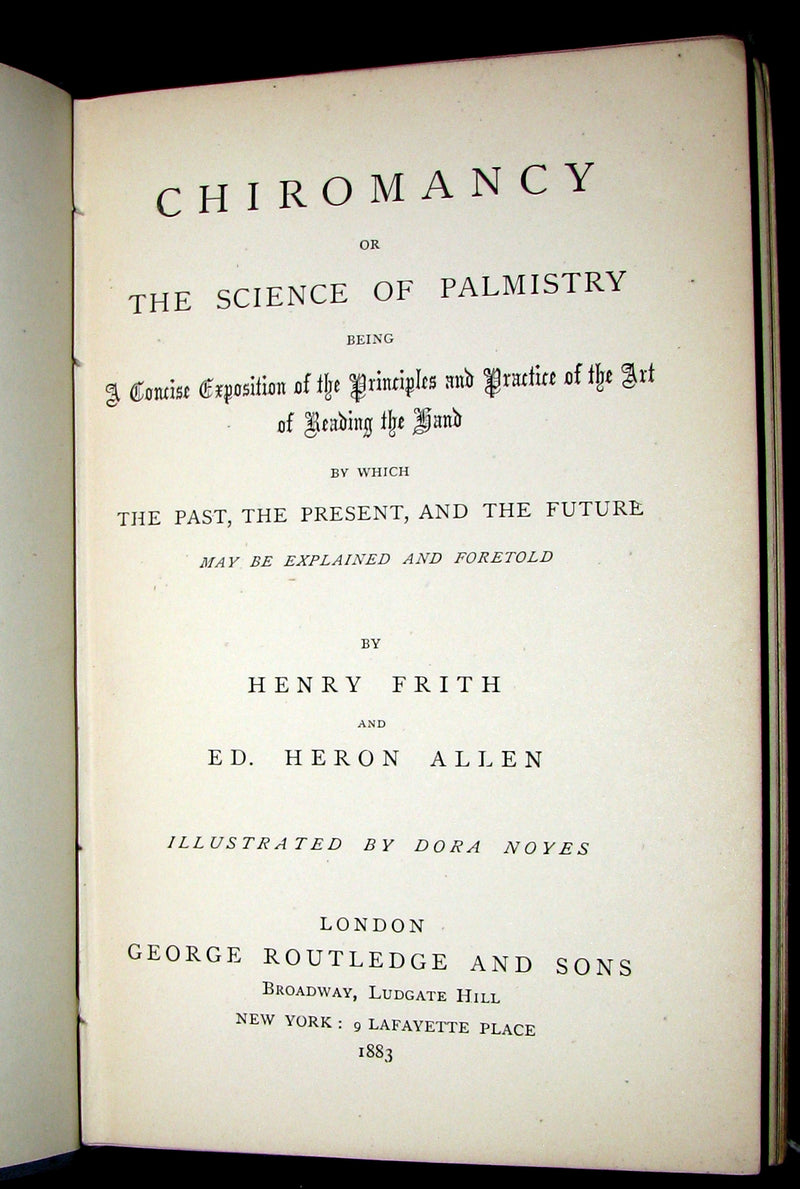 CHIROMANCY
OR
THE SCIENCE OF PALMISTRY
BEING
A Concise Exposition of the Principles and Practice of the Art
of Reading the Hand
BY WHICH
THE PAST, THE PRESENT, AND THE FUTURE
MAY BE EXPLAINED AND FORETOLD
BY
HENRY FRITH
AND
ED. HERON ALLEN
ILLUSTRATED BY DORA NOYES
LONDON
GEORGE ROUTLEDGE AND SONS
BROADWAY, LUDGATE HILL
NEW YORK: 9 LAFAYETTE PLACE
1883